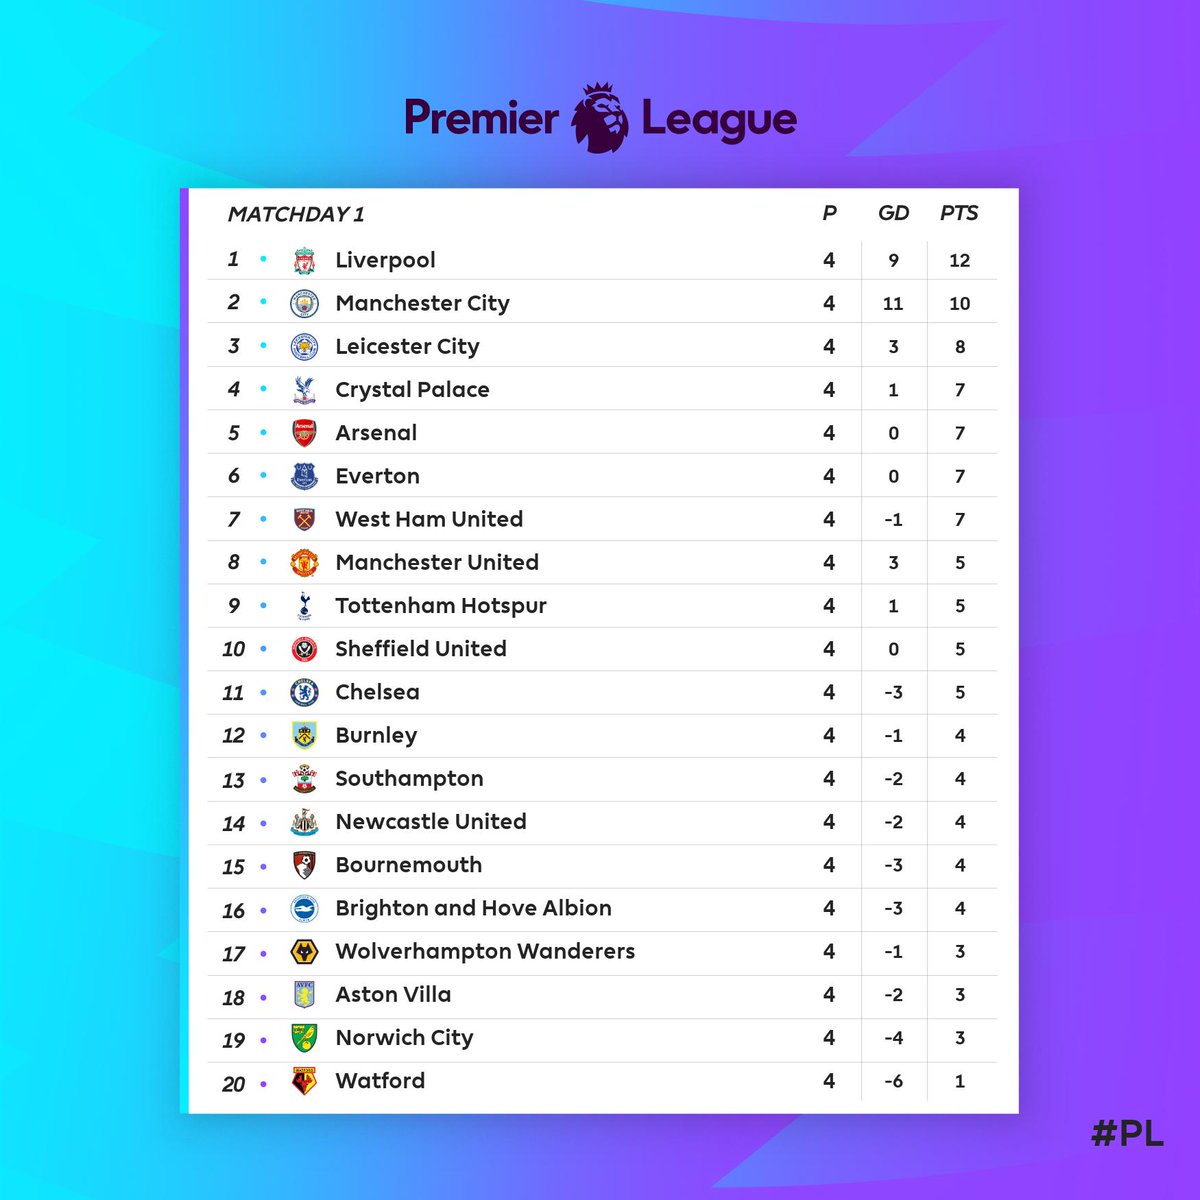 Premier League
MATCHDAY 1 P GD PTS
1 Liverpool 4 9 12
2 Manchester City 4 11 10
3 Leicester City 4 3 8
4 Crystal Palace 4 1 7
5 Arsenal 4 0 7
6 Everton 4 0 7
7 West Ham United 4 -1 7
8 Manchester United 4 3 5
9 Tottenham Hotspur 4 1 5
10 Sheffield United 4 0 5
11 Chelsea 4 -3 5
12 Burnley 4 -1 4
13 Southampton 4 -2 4
14 Newcastle United 4 -2 4
15 Bournemouth 4 -3 4
16 Brighton and Hove Albion 4 -3 4
17 Wolverhampton Wanderers 4 -1 3
18 Aston Villa 4 -2 3
19 Norwich City 4 -4 3
20 Watford 4 -6 1
#PL